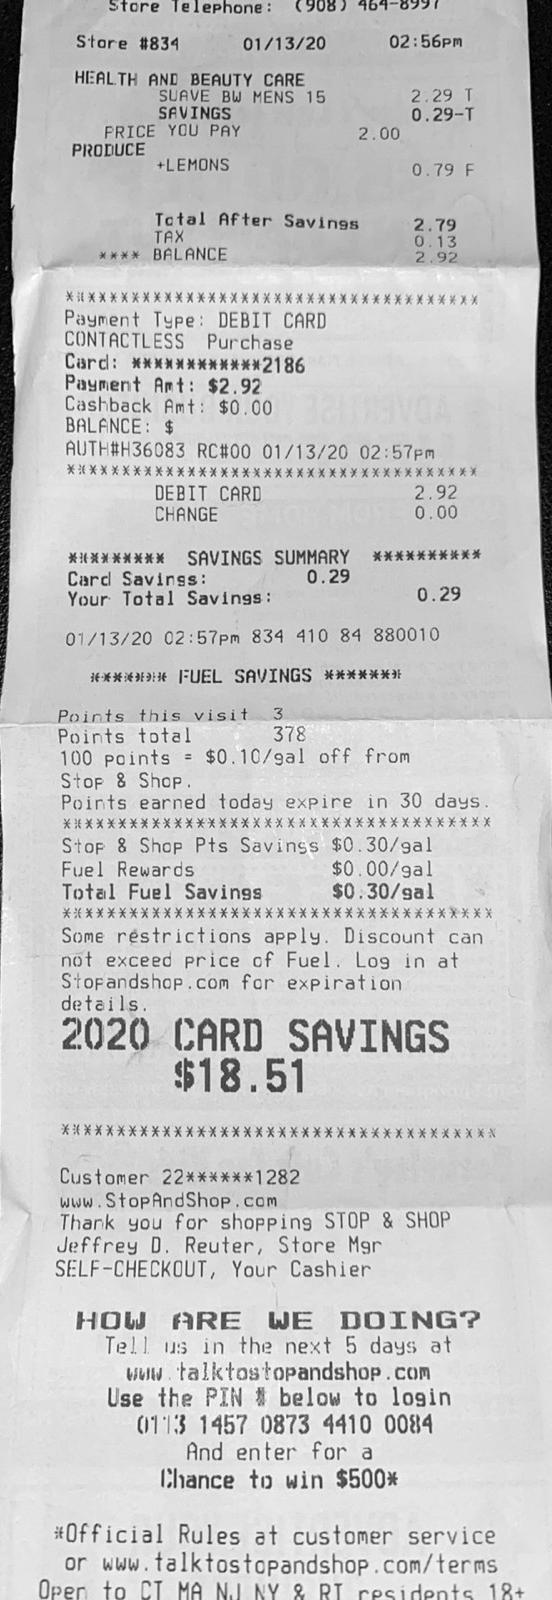 Store Telephone: (908) 464-8997
Store #834 01/13/20 02:56pm
HEALTH AND BEAUTY CARE
SUAVE BW MENS 15 2.29 T
SAVINGS 0.29-T
PRICE YOU PAY 2.00
PRODUCE
+LEMONS 0.79 F
Total After Savings 2.79
TAX 0.13
**** BALANCE 2.92
*************************************
Payment Type: DEBIT CARD
CONTACTLESS Purchase
Card: ************2186
Payment Amt: $2.92
Cashback Amt: $0.00
BALANCE: $
AUTH#H36083 RC#00 01/13/20 02:57pm
*************************************
DEBIT CARD 2.92
CHANGE 0.00
********* SAVINGS SUMMARY **********
Card Savings: 0.29
Your Total Savings: 0.29
01/13/20 02:57pm 834 410 84 880010
******* FUEL SAVINGS *******
Points this visit 3
Points total 378
100 points = $0.10/gal off from
Stop & Shop.
Points earned today expire in 30 days.
**************************************
Stop & Shop Pts Savings $0.30/gal
Fuel Rewards $0.00/gal
Total Fuel Savings $0.30/gal
**************************************
Some restrictions apply. Discount can
not exceed price of Fuel. Log in at
Stopandshop.com for expiration
details.
2020 CARD SAVINGS
$18.51
**************************************
Customer 22******1282
www.StopAndShop.com
Thank you for shopping STOP & SHOP
Jeffrey D. Reuter, Store Mgr
SELF-CHECKOUT, Your Cashier
HOW ARE WE DOING?
Tell us in the next 5 days at
www.talktostopandshop.com
Use the PIN # below to login
0113 1457 0873 4410 0084
And enter for a
Chance to win $500*
*Official Rules at customer service
or www.talktostopandshop.com/terms
Open to CT MA NJ NY & RI residents 18+